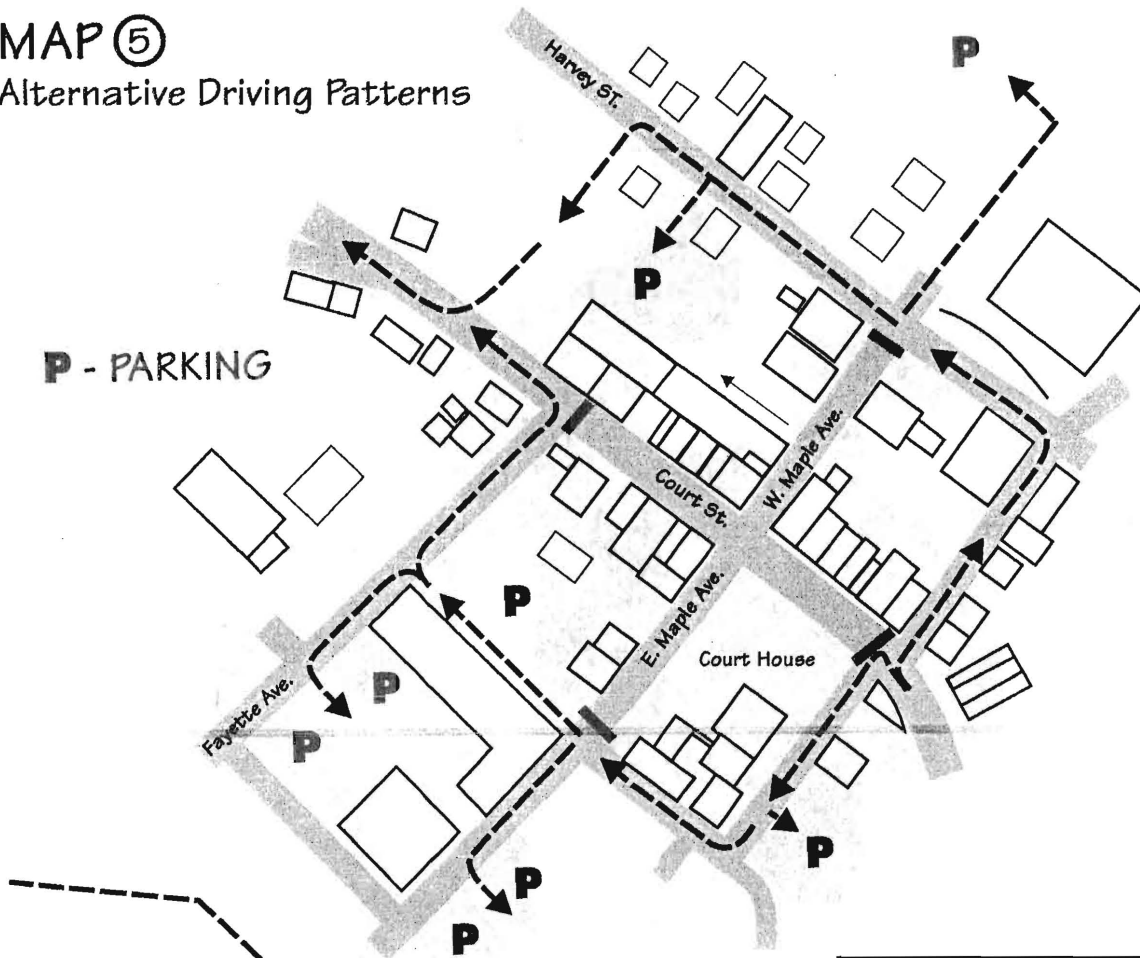 MAP 5
Alternative Driving Patterns
Harvey ST.
P
P
P - PARKING
W. Maple Ave.
Court St.
P
E. Maple Ave.
Court House
Fayette Ave.
P
P
P
P
P